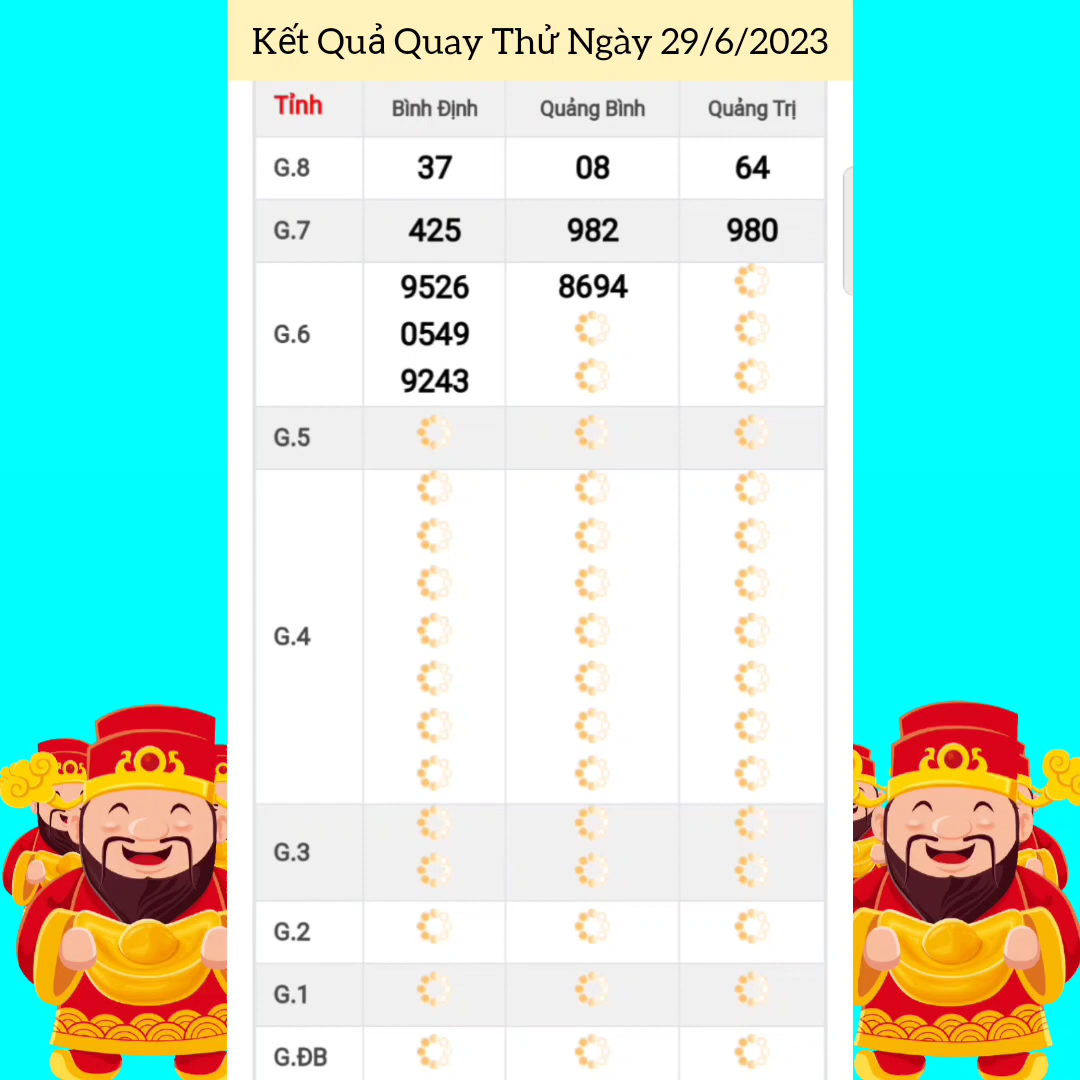 Kết Quả Quay Thử Ngày 29/6/2023
Tỉnh Bình Định Quảng Bình Quảng Trị
G.8 37 08 64
G.7 425 982 980
9526 8694
G.6 0549
9243
G.5
G.4
G.3
G.2
G.1
G.ĐB